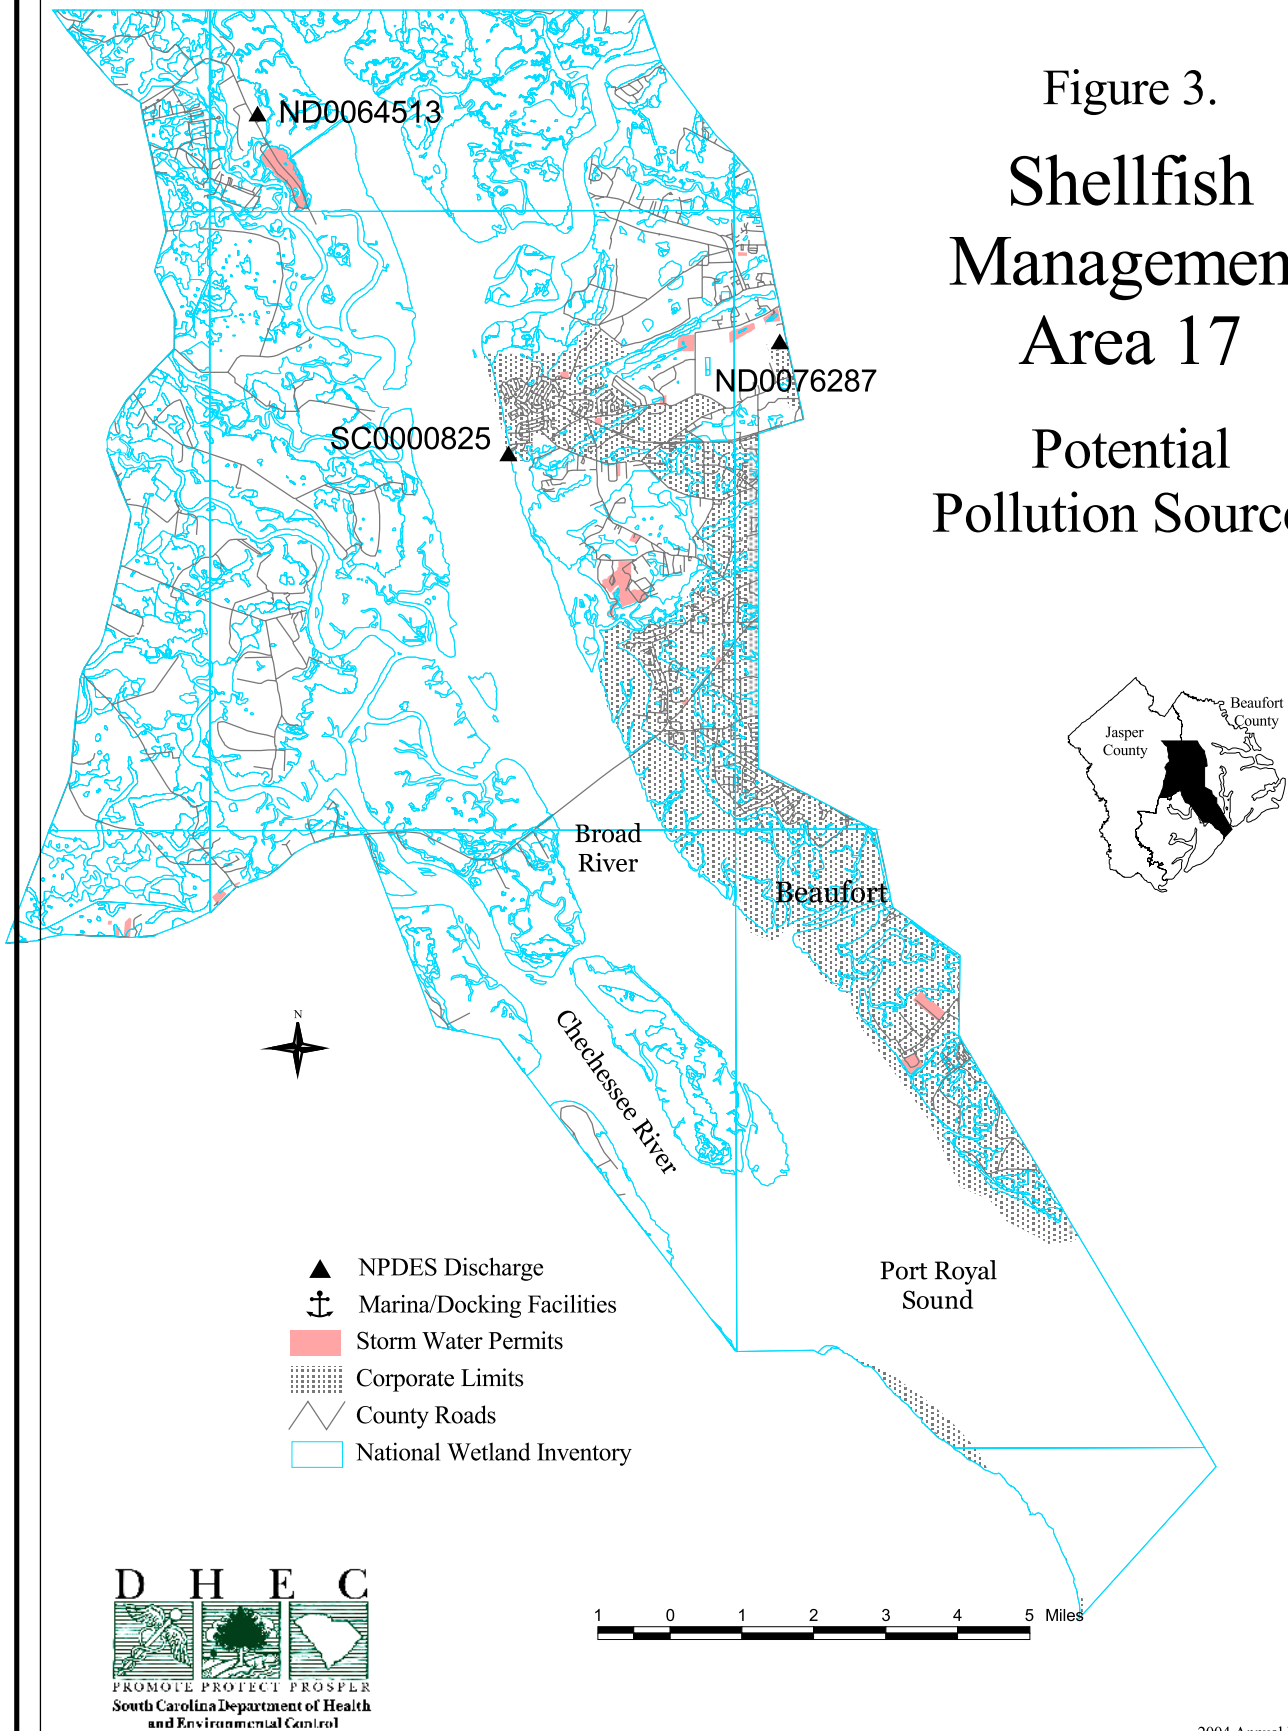 Figure 3.
Shellfish
Managemen
Area 17
Potential
Pollution Source
ND0064513
ND0076287
SC0000825
Beaufort
County
Jasper
County
Broad
River
Beaufort
N
Chechessee River
Port Royal
Sound
NPDES Discharge
Marina/Docking Facilities
Storm Water Permits
Corporate Limits
County Roads
National Wetland Inventory
D H E C
PROMOTE PROTECT PROSPER
South Carolina Department of Health
and Environmental Control
1 0 1 2 3 4 5 Miles
2004 Annual